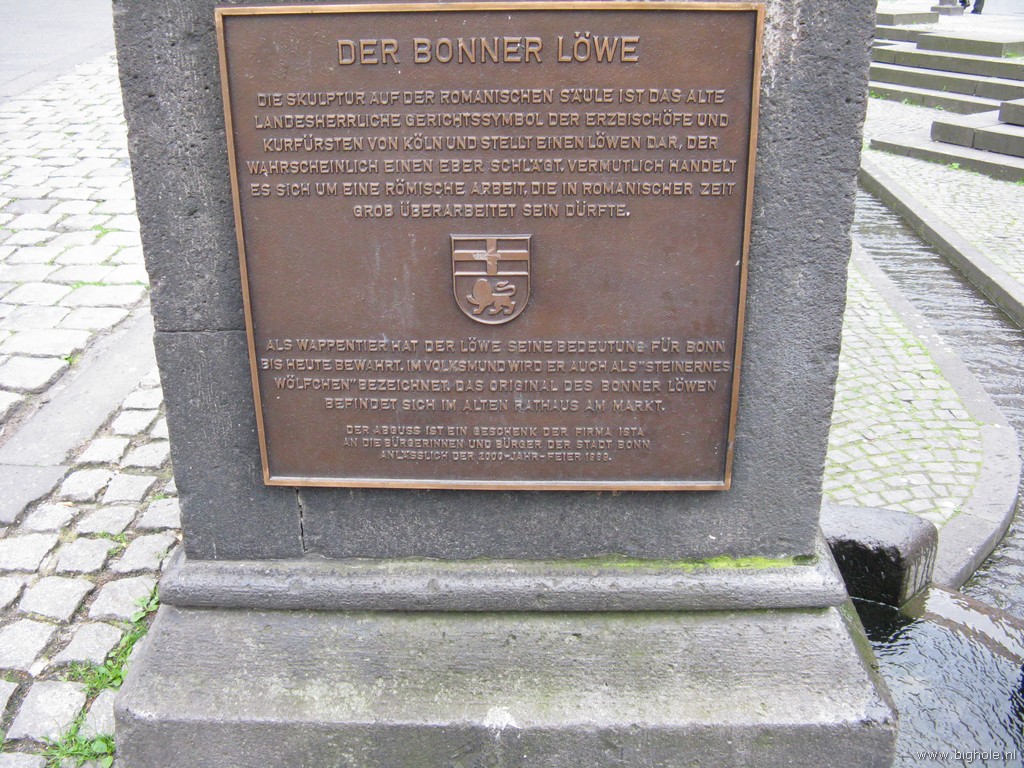 DER BONNER LÖWE
DIE SKULPTUR AUF DER ROMANISCHEN SÄULE IST DAS ALTE
LANDESHERRLICHE GERICHTSSYMBOL DER ERZBISCHÖFE UND
KURFÜRSTEN VON KÖLN UND STELLT EINEN LÖWEN DAR, DER
WAHRSCHEINLICH EINEN EBER SCHLÄGT. VERMUTLICH HANDELT
ES SICH UM EINE RÖMISCHE ARBEIT, DIE IN ROMANISCHER ZEIT
GROB ÜBERARBEITET SEIN DÜRFTE.
ALS WAPPENTIER HAT DER LÖWE SEINE BEDEUTUNG FÜR BONN
BIS HEUTE BEWAHRT. IM VOLKSMUND WIRD ER AUCH ALS "STEINERNES
WÖLFCHEN" BEZEICHNET. DAS ORIGINAL DES BONNER LÖWEN
BEFINDET SICH IM ALTEN RATHAUS AM MARKT.
DER ABGUSS IST EIN GESCHENK DER FIRMA ISTA
AN DIE BÜRGERINNEN UND BÜRGER DER STADT BONN
ANLÄSSLICH DER 2000-JAHR-FEIER 1989.
www.bighole.nl